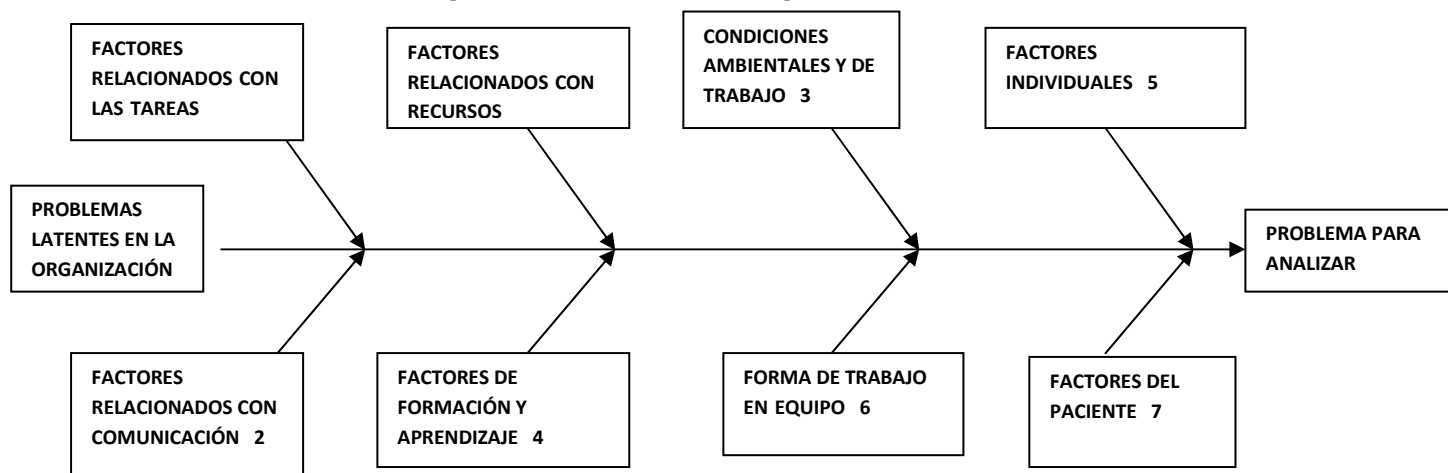 FACTORES
RELACIONADOS CON
LAS TAREAS
FACTORES
RELACIONADOS CON
RECURSOS
CONDICIONES
AMBIENTALES Y DE
TRABAJO 3
FACTORES
INDIVIDUALES 5
PROBLEMAS
LATENTES EN LA
ORGANIZACIÓN
PROBLEMA PARA
ANALIZAR
FACTORES
RELACIONADOS CON
COMUNICACIÓN 2
FACTORES DE
FORMACIÓN Y
APRENDIZAJE 4
FORMA DE TRABAJO
EN EQUIPO 6
FACTORES DEL
PACIENTE 7